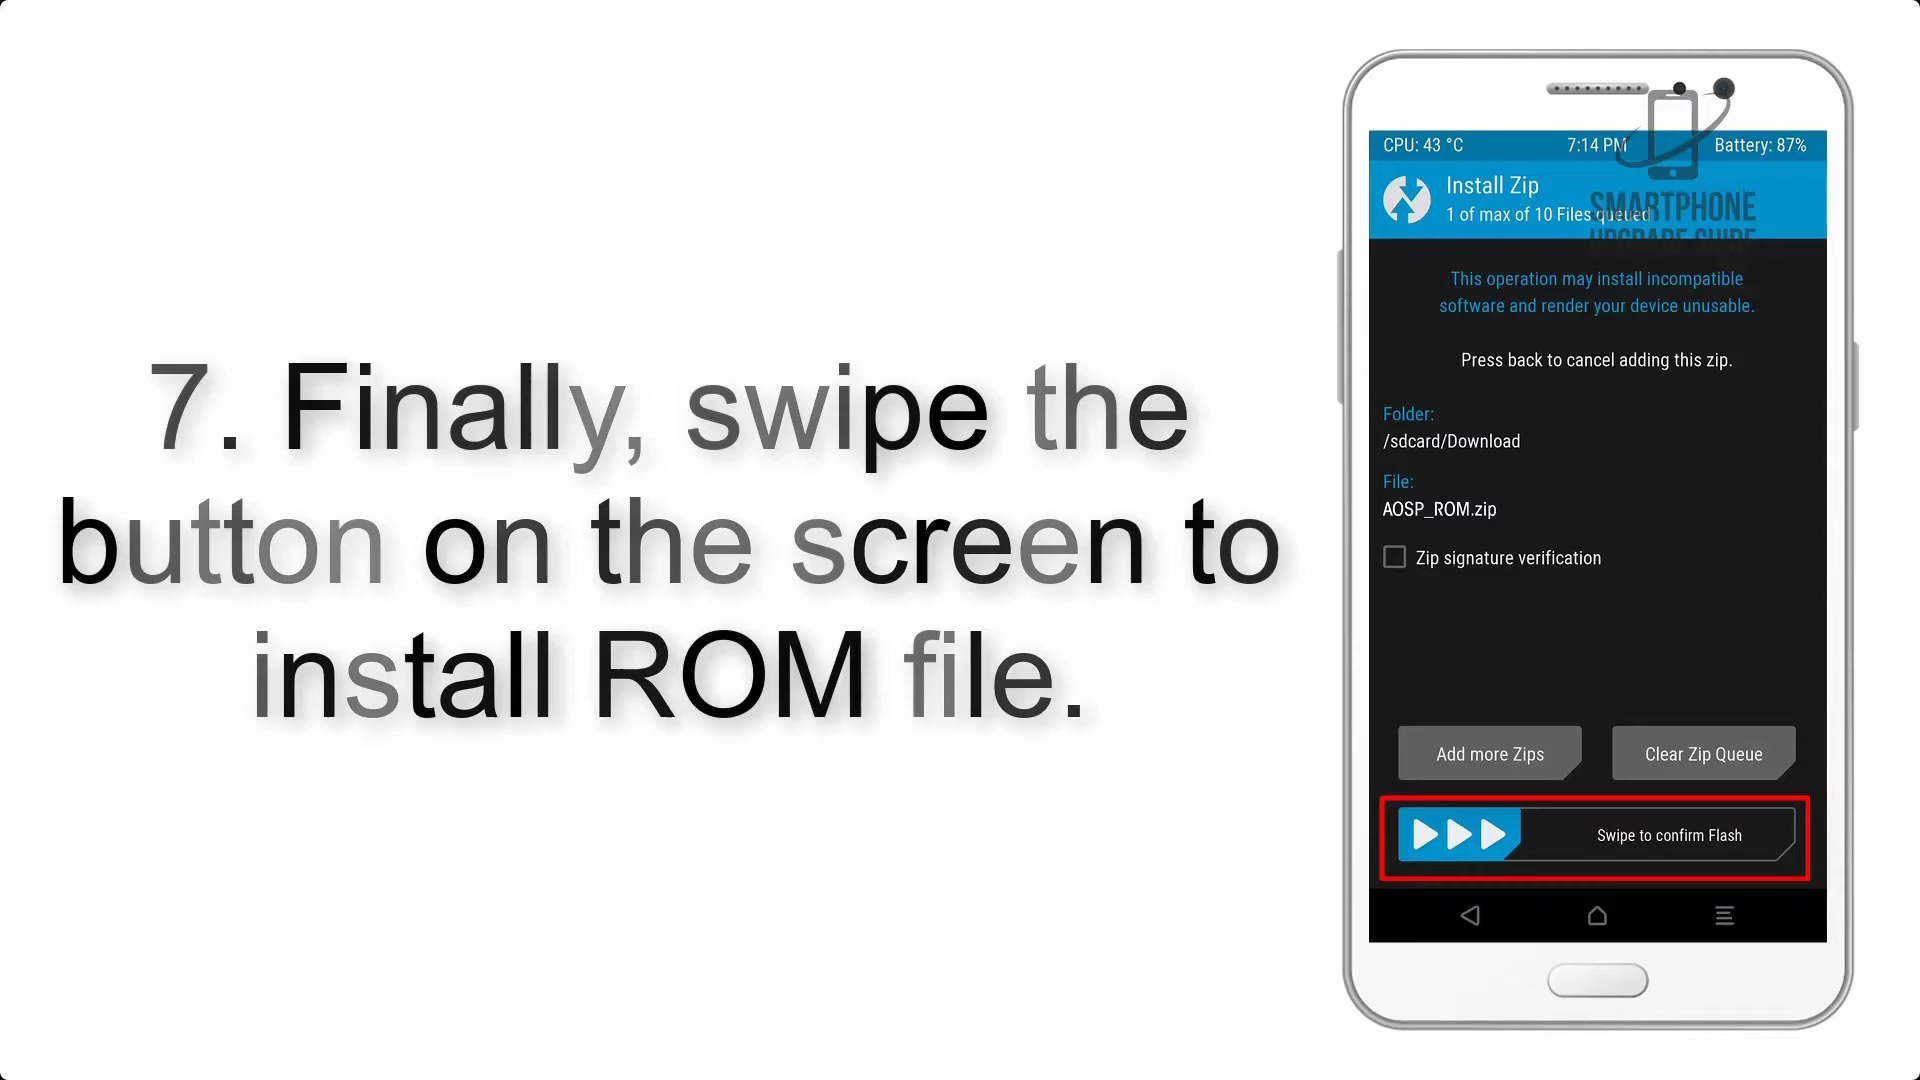 7. Finally, swipe the
button on the screen to
install ROM file.
CPU: 43 °C 7:14 PM Battery: 87%
Install Zip
1 of max of 10 Files queued
SMARTPHONE
UPGRADE GUIDE
This operation may install incompatible
software and render your device unusable.
Press back to cancel adding this zip.
Folder:
/sdcard/Download
File:
AOSP_ROM.zip
Zip signature verification
Add more Zips Clear Zip Queue
Swipe to confirm Flash